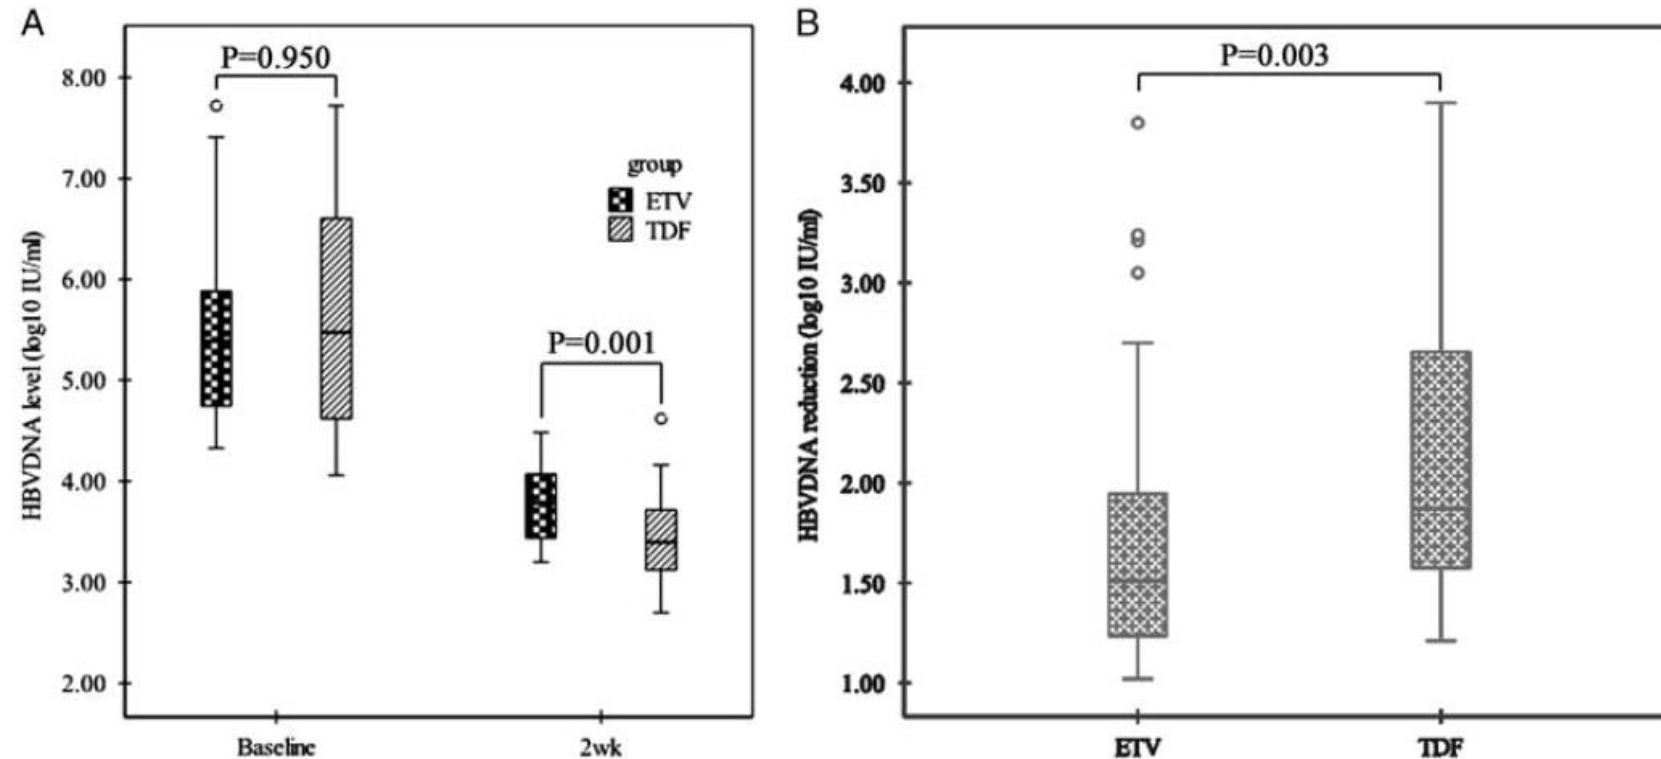 A
HBVDNA level (log10 IU/ml)
8.00
7.00
6.00
5.00
4.00
3.00
2.00
P=0.950
P=0.001
group
ETV
TDF
Baseline
2wk
B
HBVDNA reduction (log10 IU/ml)
4.00
3.50
3.00
2.50
2.00
1.50
1.00
P=0.003
ETV
TDF